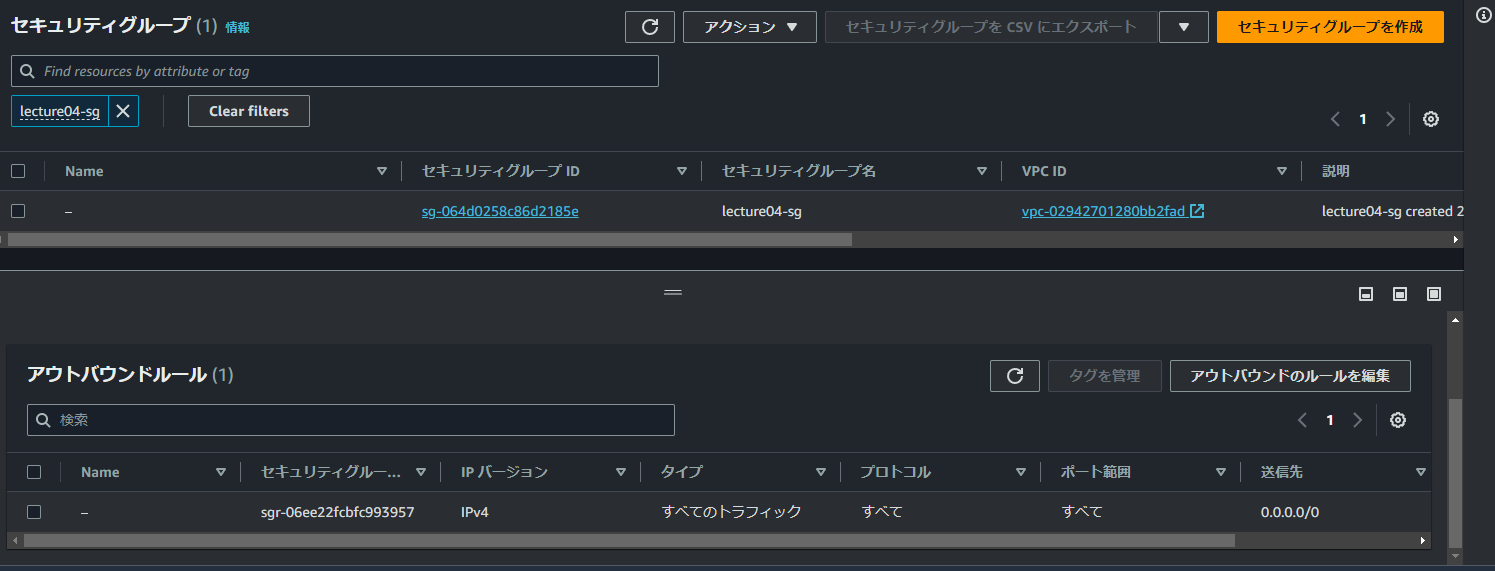 セキュリティグループ (1) 情報 アクション セキュリティグループを CSV にエクスポート セキュリティグループを作成
Find resources by attribute or tag
lecture04-sg Clear filters 1
Name セキュリティグループ ID セキュリティグループ名 VPC ID 説明
– sg-064d0258c86d2185e lecture04-sg vpc-02942701280bb2fad lecture04-sg created 2
アウトバウンドルール (1) タグを管理 アウトバウンドのルールを編集
検索 1
Name セキュリティグルー... IP バージョン タイプ プロトコル ポート範囲 送信先
– sgr-06ee22fcbfc993957 IPv4 すべてのトラフィック すべて すべて 0.0.0.0/0